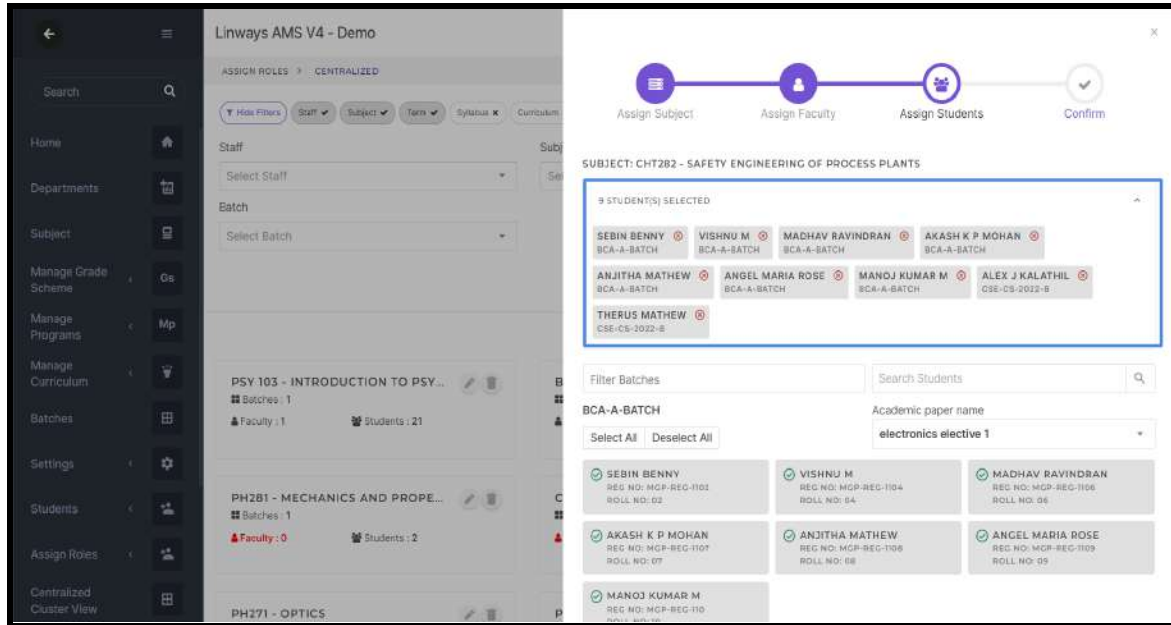 Linways AMS V4 - Demo
Search
Home
Departments
Subject
Manage Grade
Scheme
Gs
Manage
Programs
Mp
Manage
Curriculum
Batches
Settings
Students
Assign Roles
Centralized
Cluster View
ASSIGN ROLES > CENTRALIZED
Hide Filters Staff Subject Term Syllabus Curriculum
Staff
Select Staff
Batch
Select Batch
PSY 103 - INTRODUCTION TO PSY...
Batches : 1
Faculty : 1 Students : 21
PH281 - MECHANICS AND PROPE...
Batches : 1
Faculty : 0 Students : 2
PH271 - OPTICS
Assign Subject Assign Faculty Assign Students Confirm
SUBJECT: CHT282 - SAFETY ENGINEERING OF PROCESS PLANTS
9 STUDENT(S) SELECTED
SEBIN BENNY VISHNU M MADHAV RAVINDRAN AKASH K P MOHAN
BCA-A-BATCH BCA-A-BATCH BCA-A-BATCH BCA-A-BATCH
ANJITHA MATHEW ANGEL MARIA ROSE MANOJ KUMAR M ALEX J KALATHIL
BCA-A-BATCH BCA-A-BATCH BCA-A-BATCH CSE-CS-2022-B
THERUS MATHEW
CSE-CS-2022-B
Filter Batches Search Students
BCA-A-BATCH Academic paper name
Select All Deselect All electronics elective 1
SEBIN BENNY VISHNU M MADHAV RAVINDRAN
REG NO: MGP-REG-1102 REG NO: MGP-REG-1104 REG NO: MGP-REG-1106
ROLL NO: 02 ROLL NO: 04 ROLL NO: 06
AKASH K P MOHAN ANJITHA MATHEW ANGEL MARIA ROSE
REG NO: MGP-REG-1107 REG NO: MGP-REG-1108 REG NO: MGP-REG-1109
ROLL NO: 07 ROLL NO: 08 ROLL NO: 09
MANOJ KUMAR M
REG NO: MGP-REG-110